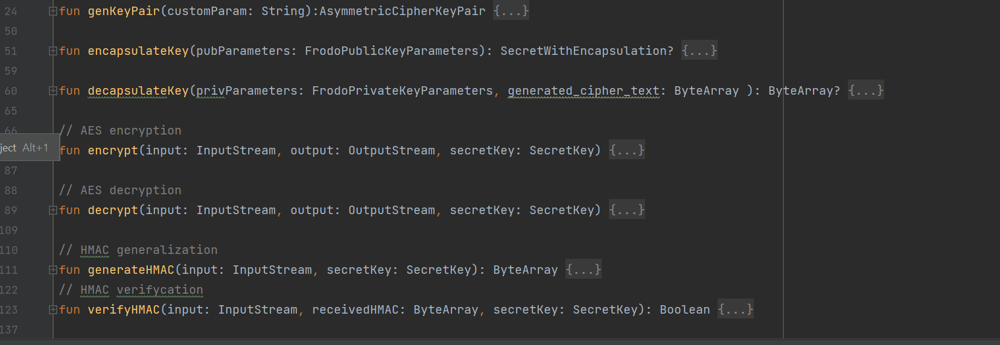 24 fun genKeyPair(customParam: String):AsymmetricCipherKeyPair {...}
50
51 fun encapsulateKey(pubParameters: FrodoPublicKeyParameters): SecretWithEncapsulation? {...}
59
60 fun decapsulateKey(privParameters: FrodoPrivateKeyParameters, generated_cipher_text: ByteArray ): ByteArray? {...}
65
66 // AES encryption
ject Alt+1 fun encrypt(input: InputStream, output: OutputStream, secretKey: SecretKey) {...}
87
88 // AES decryption
89 fun decrypt(input: InputStream, output: OutputStream, secretKey: SecretKey) {...}
109
110 // HMAC generalization
111 fun generateHMAC(input: InputStream, secretKey: SecretKey): ByteArray {...}
122 // HMAC verifycation
123 fun verifyHMAC(input: InputStream, receivedHMAC: ByteArray, secretKey: SecretKey): Boolean {...}
137